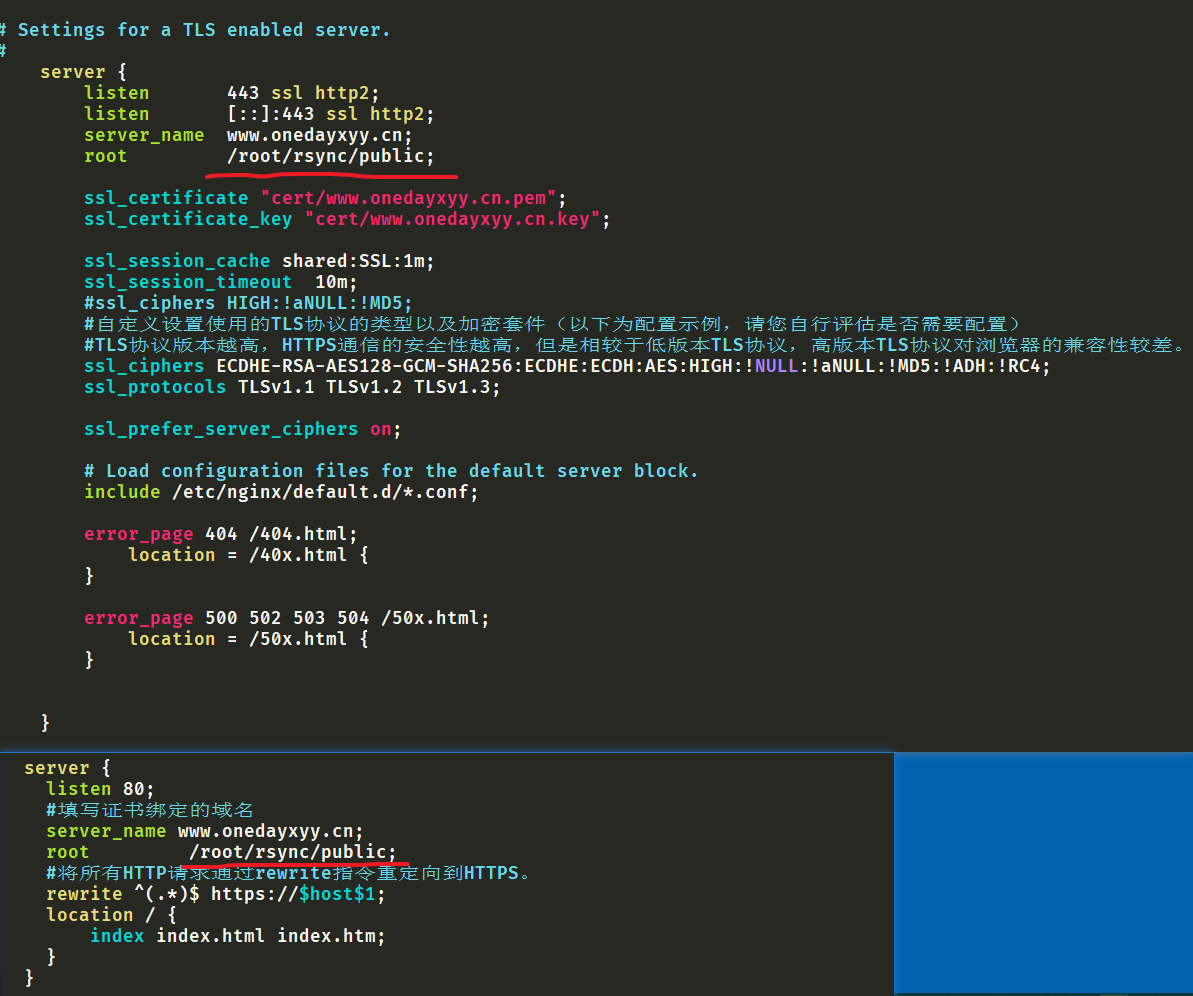 # Settings for a TLS enabled server.
#
server {
listen 443 ssl http2;
listen [::]:443 ssl http2;
server_name www.onedayxyy.cn;
root /root/rsync/public;
ssl_certificate "cert/www.onedayxyy.cn.pem";
ssl_certificate_key "cert/www.onedayxyy.cn.key";
ssl_session_cache shared:SSL:1m;
ssl_session_timeout 10m;
#ssl_ciphers HIGH:!aNULL:!MD5;
#自定义设置使用的TLS协议的类型以及加密套件（以下为配置示例，请您自行评估是否需要配置）
#TLS协议版本越高，HTTPS通信的安全性越高，但是相较于低版本TLS协议，高版本TLS协议对浏览器的兼容性较差。
ssl_ciphers ECDHE-RSA-AES128-GCM-SHA256:ECDHE:ECDH:AES:HIGH:!NULL:!aNULL:!MD5:!ADH:!RC4;
ssl_protocols TLSv1.1 TLSv1.2 TLSv1.3;
ssl_prefer_server_ciphers on;
# Load configuration files for the default server block.
include /etc/nginx/default.d/*.conf;
error_page 404 /404.html;
location = /40x.html {
}
error_page 500 502 503 504 /50x.html;
location = /50x.html {
}
}
server {
listen 80;
#填写证书绑定的域名
server_name www.onedayxyy.cn;
root /root/rsync/public;
#将所有HTTP请求通过rewrite指令重定向到HTTPS。
rewrite ^(.*)$ https://$host$1;
location / {
index index.html index.htm;
}
}